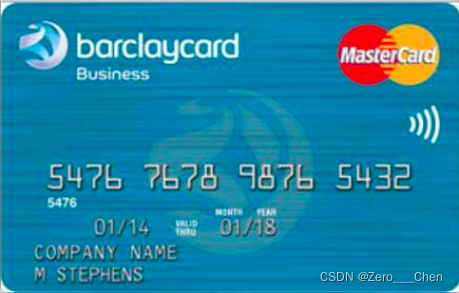 barclaycard
Business
MasterCard
5476 7678 9876 5432
5476
MONTH YEAR
01/14 VALID THRU 01/18
COMPANY NAME
M STEPHENS
CSDN @Zero___Chen